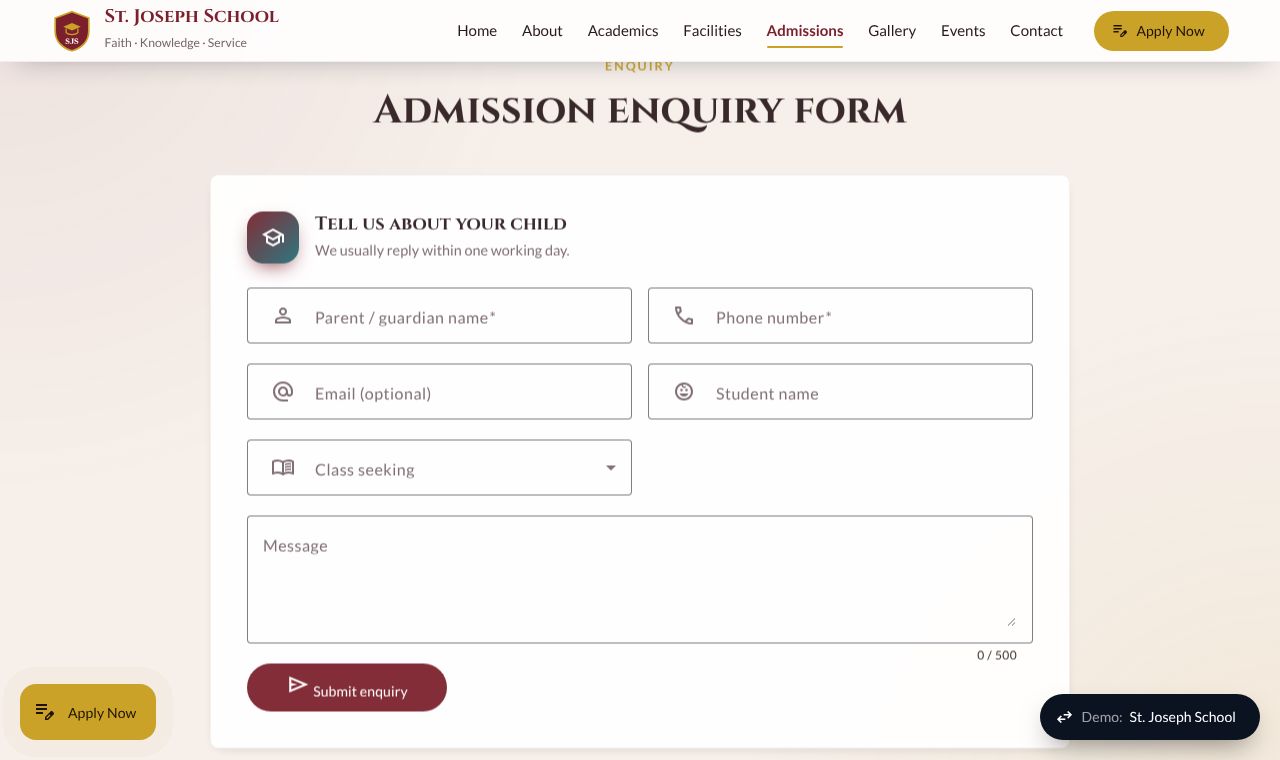 St. Joseph School
Faith · Knowledge · Service
SJS
Home
About
Academics
Facilities
Admissions
Gallery
Events
Contact
Apply Now
ENQUIRY
Admission enquiry form
Tell us about your child
We usually reply within one working day.
Parent / guardian name*
Phone number*
Email (optional)
Student name
Class seeking
Message
0 / 500
Submit enquiry
Apply Now
Demo: St. Joseph School